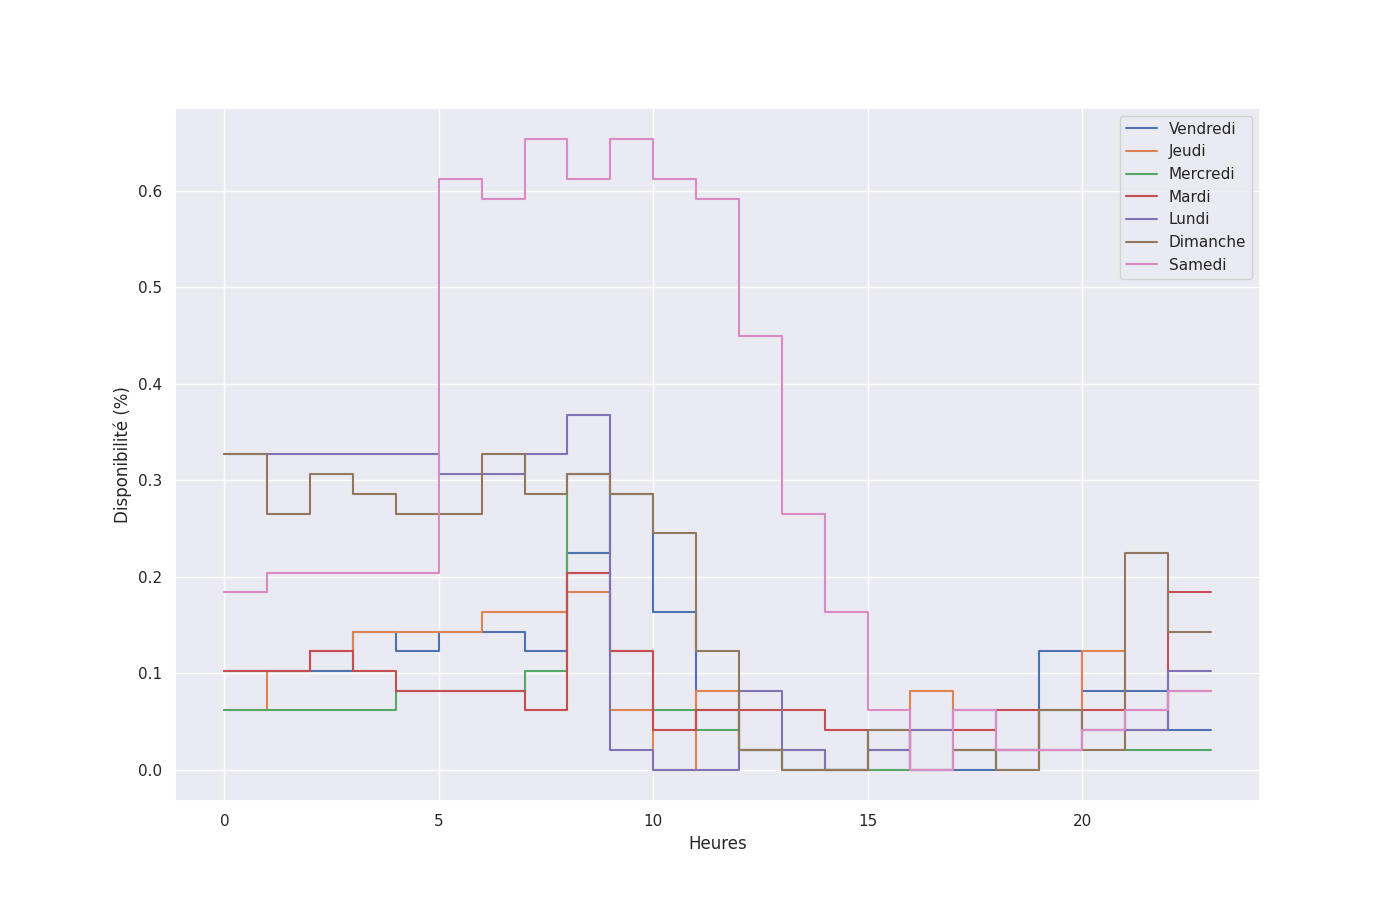 Vendredi
Jeudi
Mercredi
Mardi
Lundi
Dimanche
Samedi
0.6
0.5
0.4
0.3
0.2
0.1
0.0
Disponibilité (%)
0 5 10 15 20
Heures